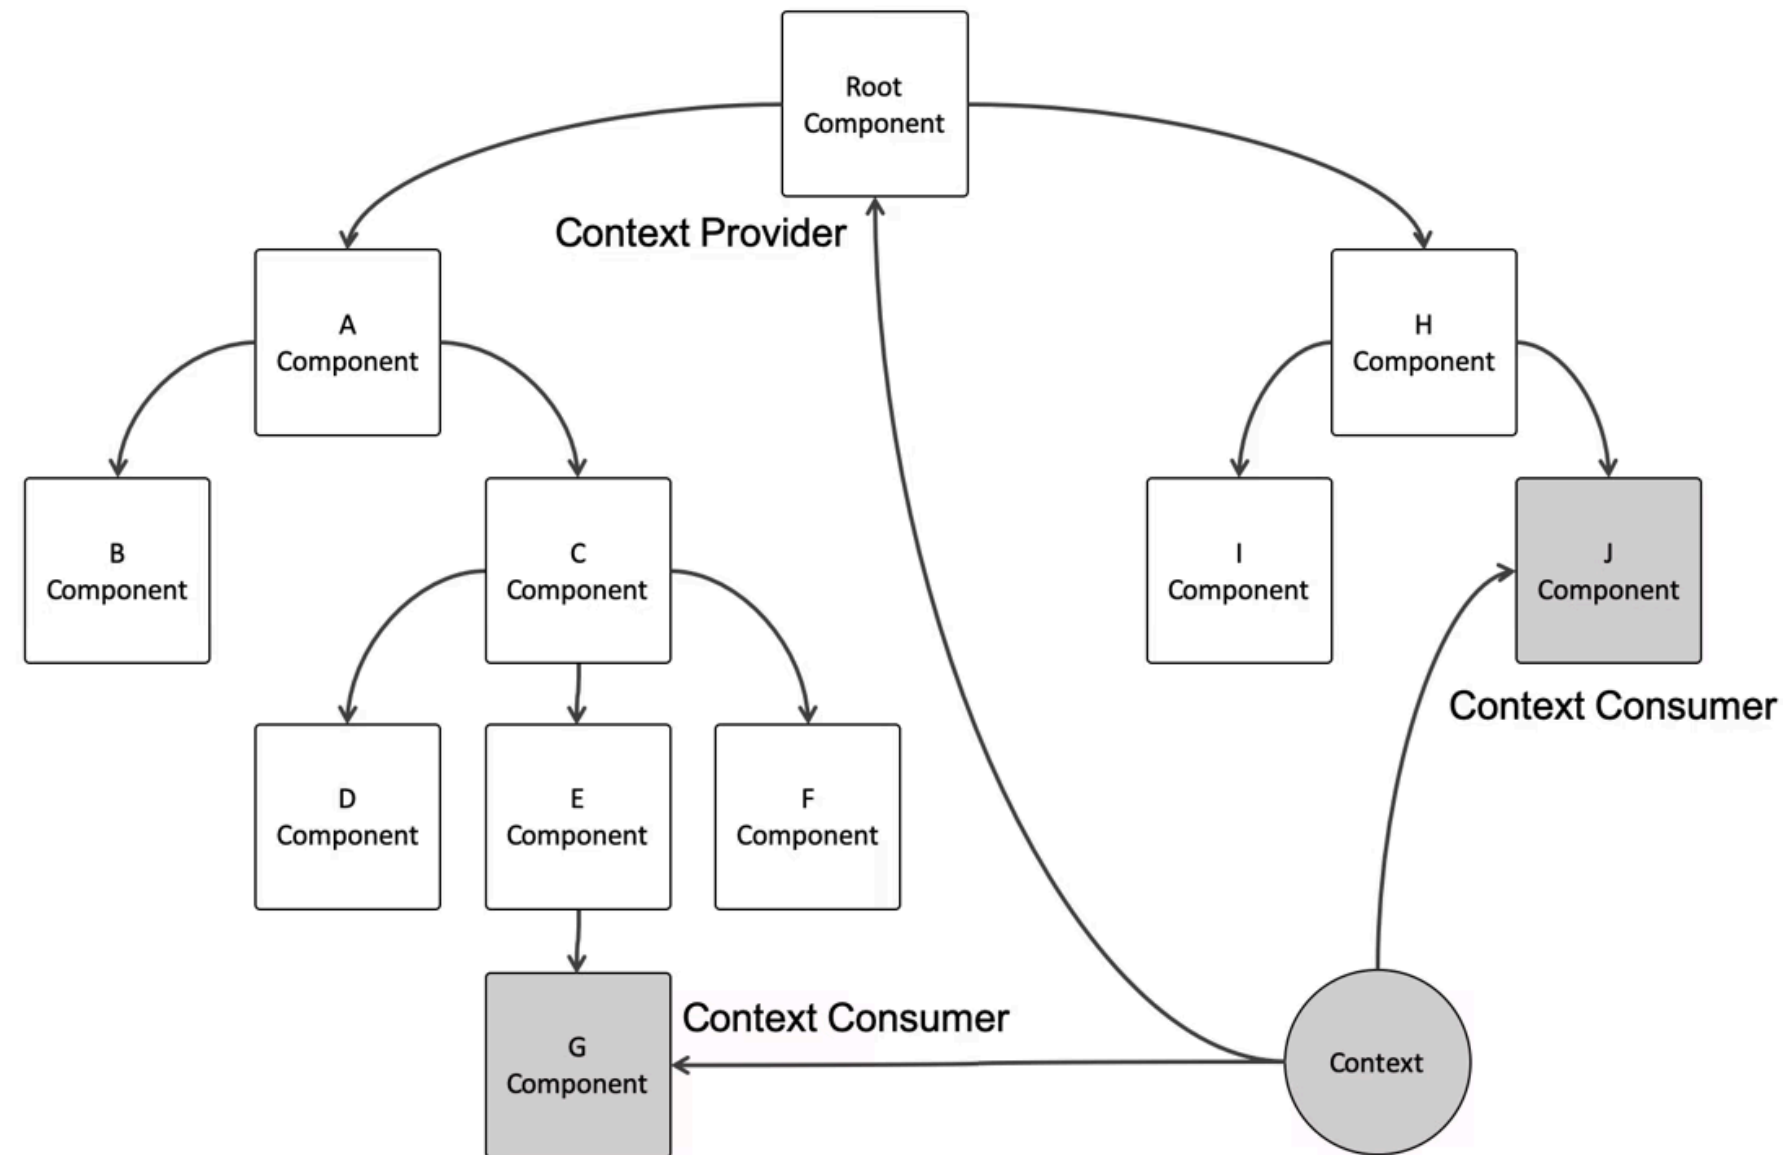 Root
Component
Context Provider
A
Component
H
Component
B
Component
C
Component
I
Component
J
Component
Context Consumer
D
Component
E
Component
F
Component
G
Component
Context Consumer
Context